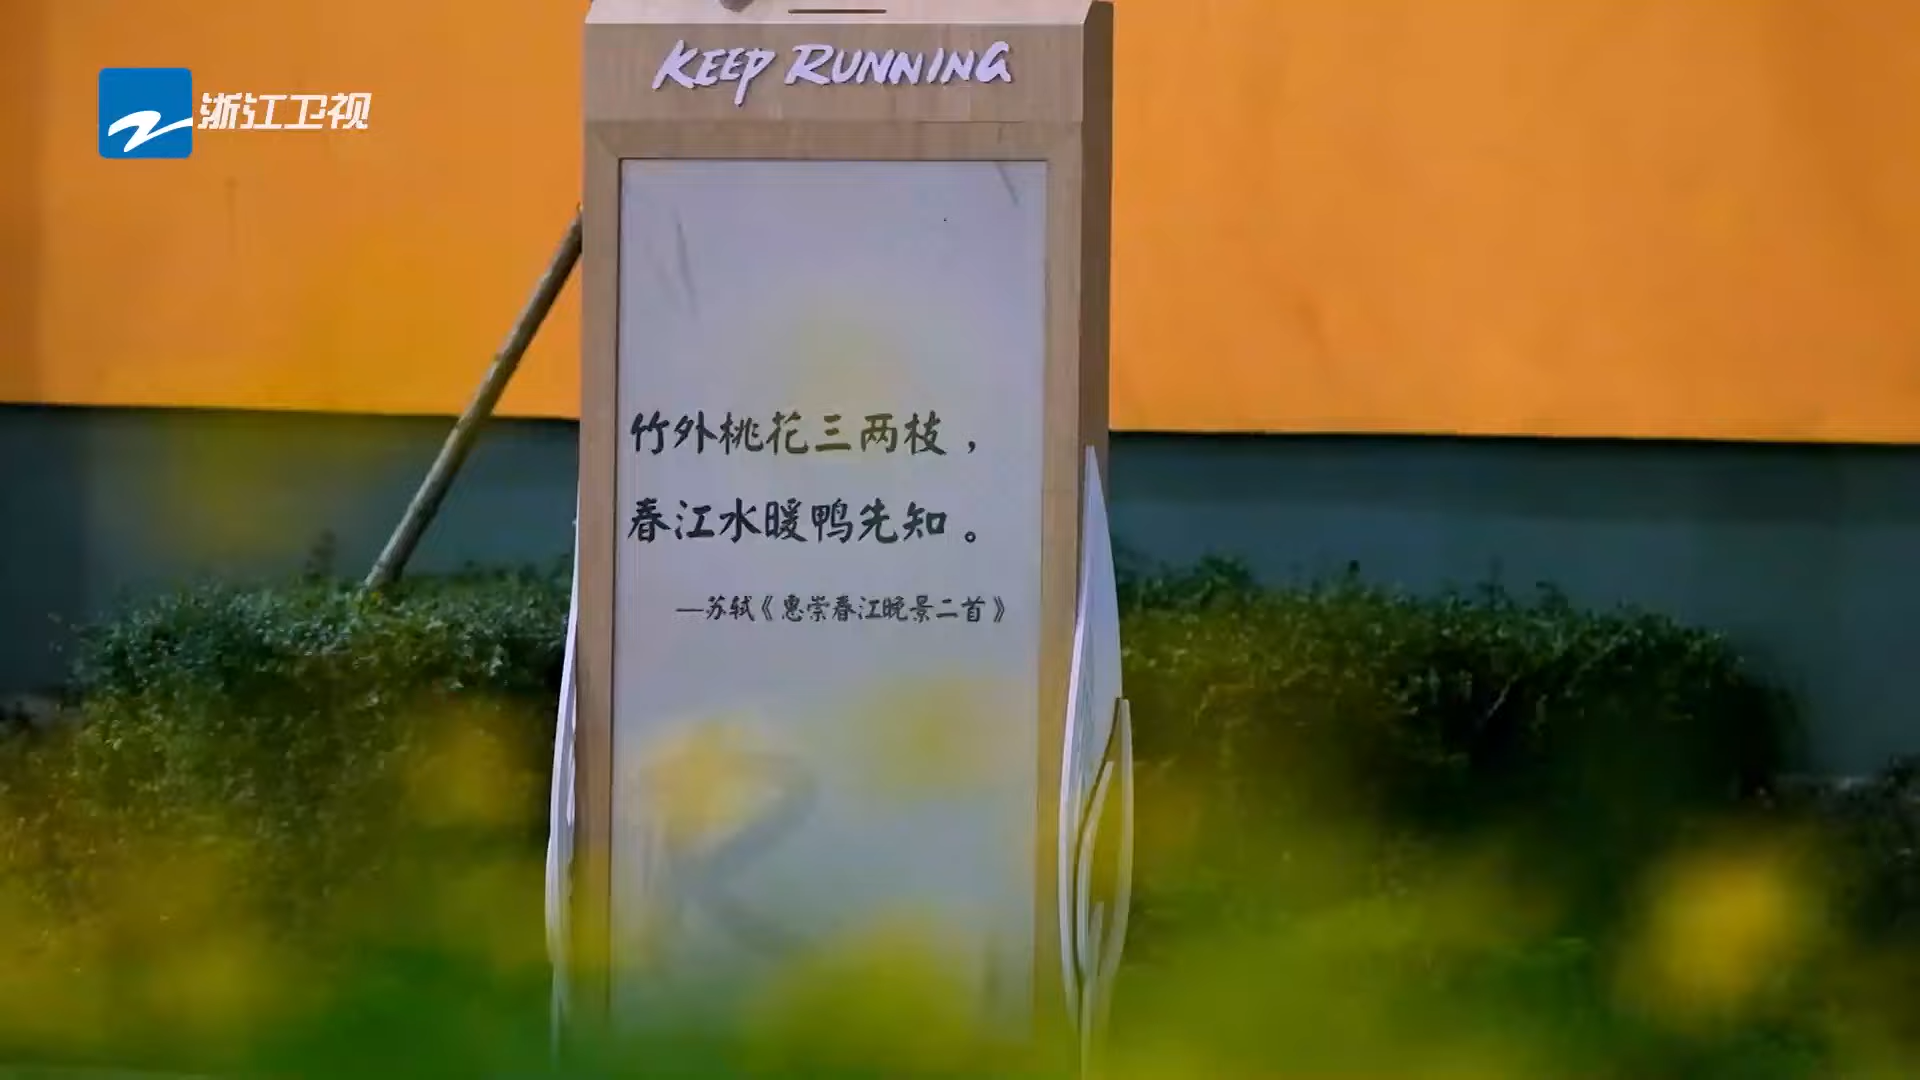 KEEP RUNNING
浙江卫视
竹外桃花三两枝，
春江水暖鸭先知。
—苏轼《惠崇春江晚景二首》